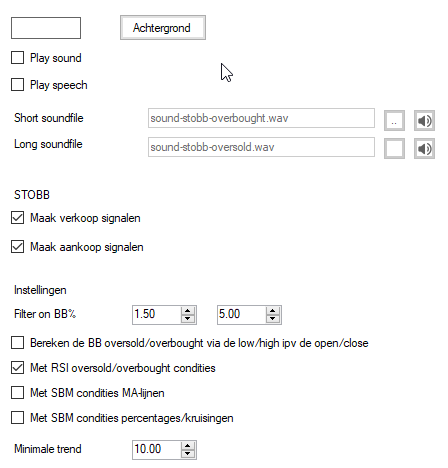 Achtergrond
Play sound
Play speech
Short soundfile sound-stobb-overbought.wav ..
Long soundfile sound-stobb-oversold.wav
STOBB
Maak verkoop signalen
Maak aankoop signalen
Instellingen
Filter on BB% 1.50 5.00
Bereken de BB oversold/overbought via de low/high ipv de open/close
Met RSI oversold/overbought condities
Met SBM condities MA-lijnen
Met SBM condities percentages/kruisingen
Minimale trend 10.00